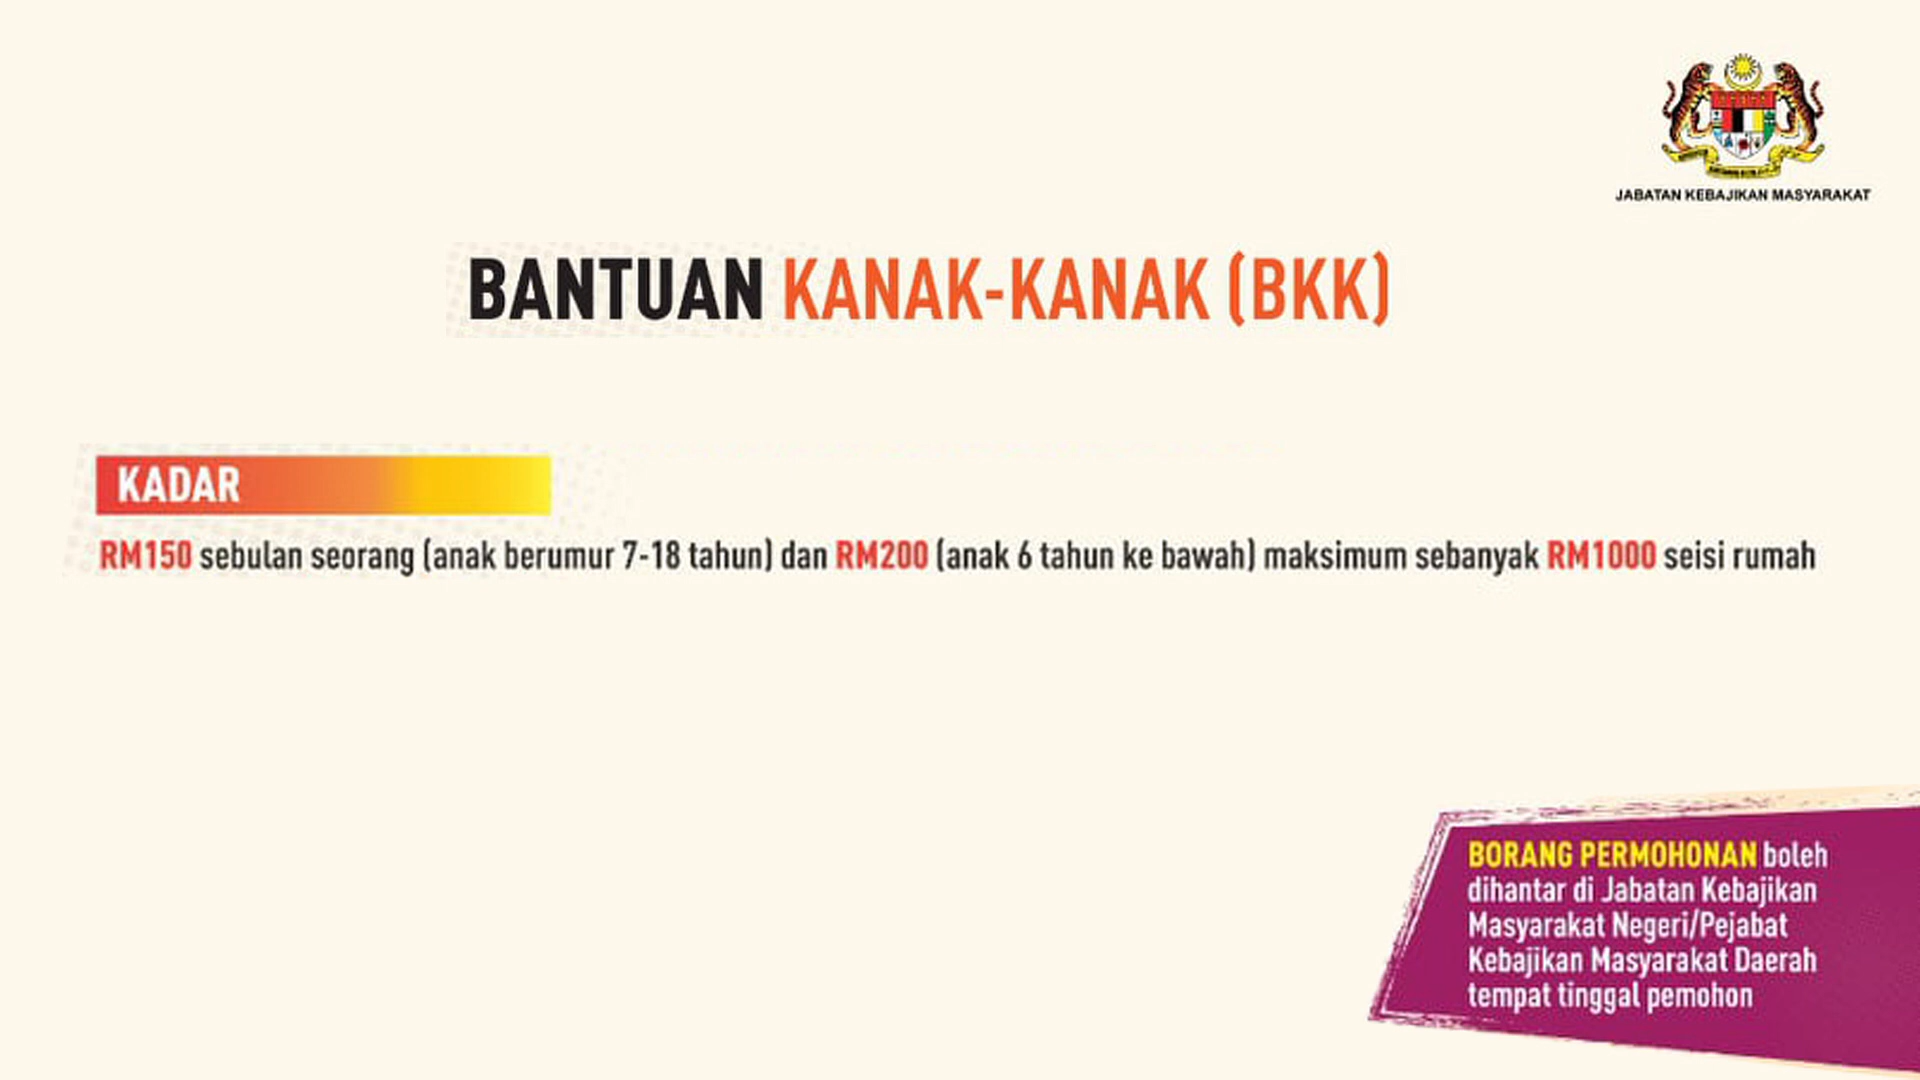 JABATAN KEBAJIKAN MASYARAKAT
BANTUAN KANAK-KANAK (BKK)
KADAR
RM150 sebulan seorang (anak berumur 7-18 tahun) dan RM200 (anak 6 tahun ke bawah) maksimum sebanyak RM1000 seisi rumah
BORANG PERMOHONAN boleh
dihantar di Jabatan Kebajikan
Masyarakat Negeri/Pejabat
Kebajikan Masyarakat Daerah
tempat tinggal pemohon